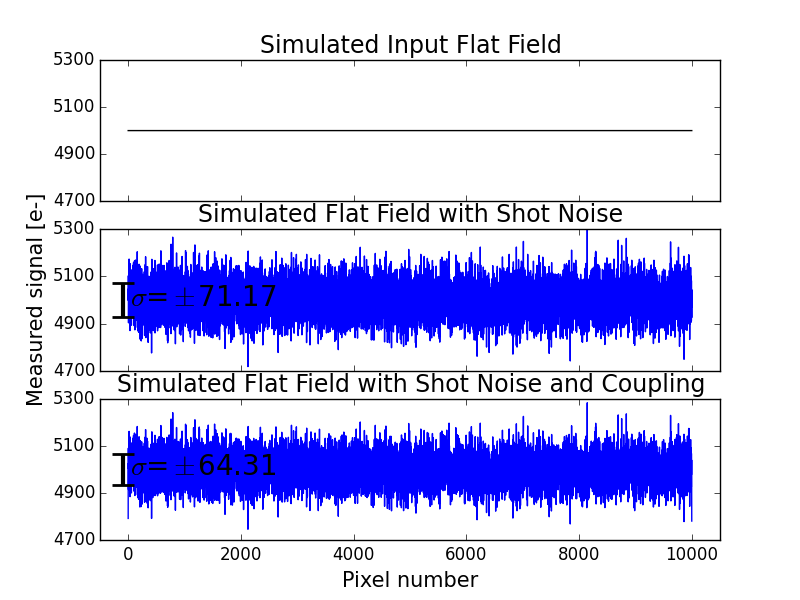 Simulated Input Flat Field
5300
5100
4900
4700
Simulated Flat Field with Shot Noise
5300
5100
σ=±71.17
4900
4700
Measured signal [e-]
Simulated Flat Field with Shot Noise and Coupling
5300
5100
σ=±64.31
4900
4700
0 2000 4000 6000 8000 10000
Pixel number